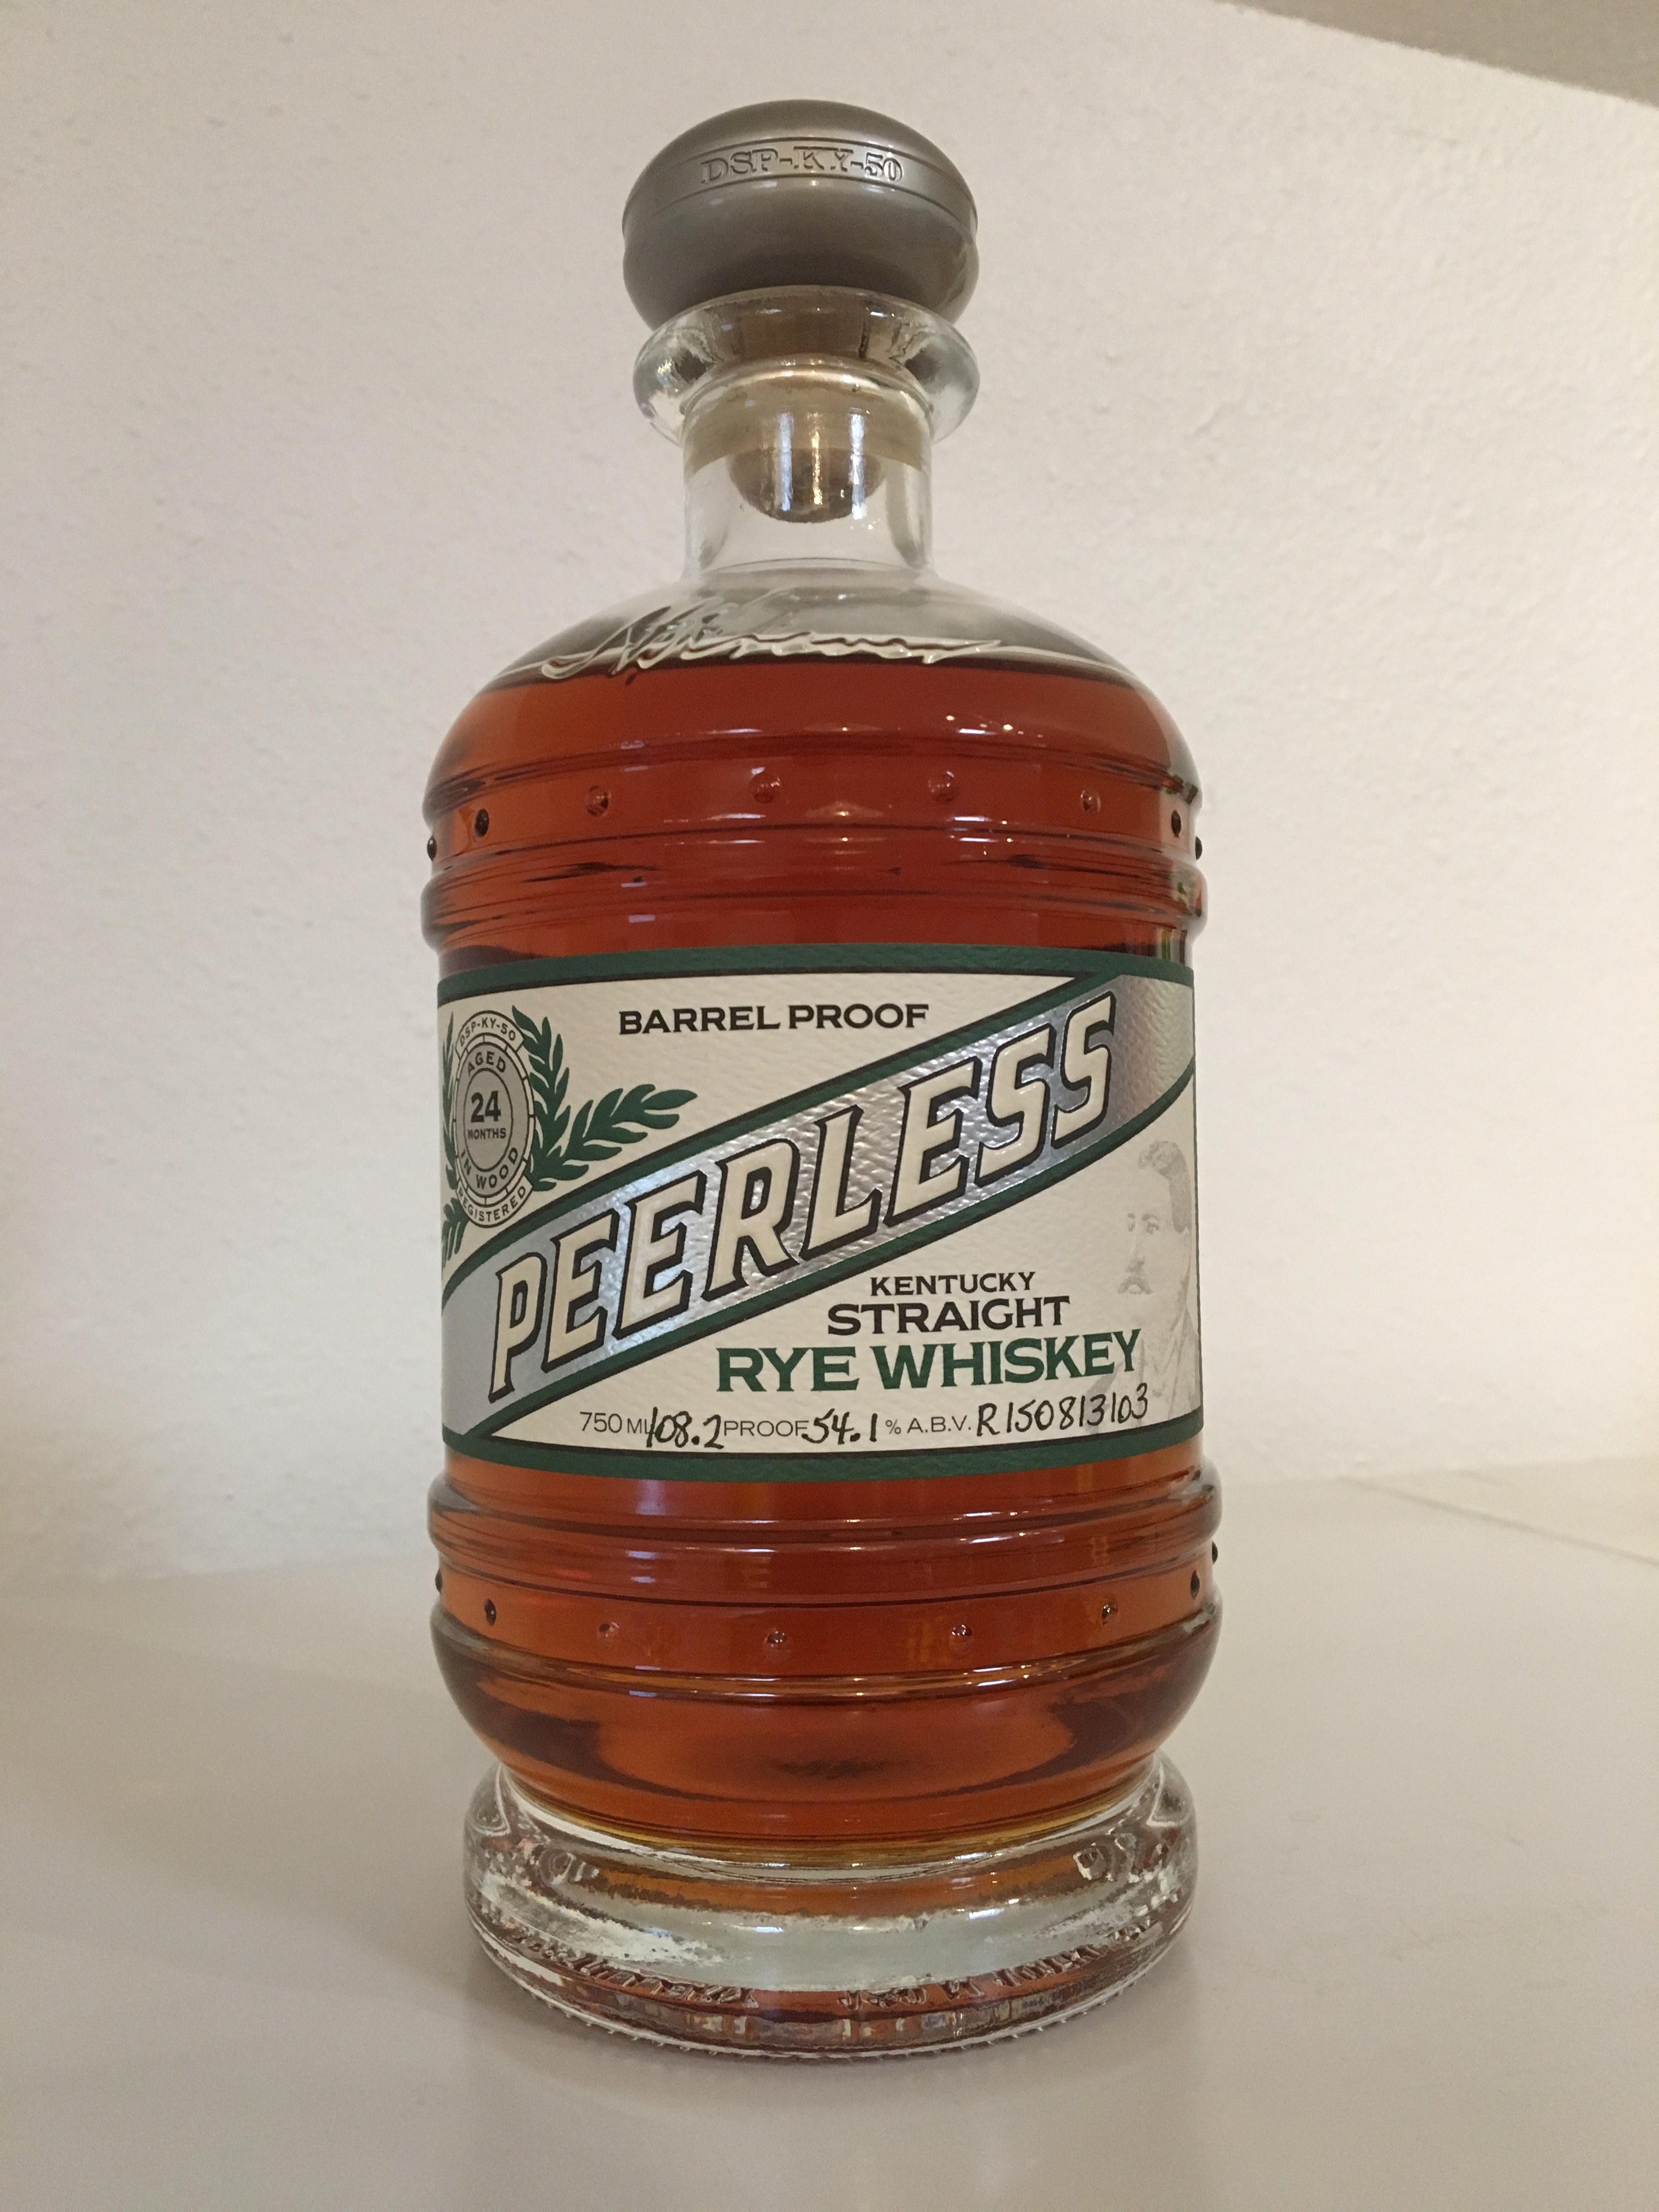 DSP-KY-50
BARREL PROOF
DSP-KY-50
AGED
24
MONTHS
IN WOOD
REGISTERED
PEERLESS
KENTUCKY
STRAIGHT
RYE WHISKEY
750 ML 108.2 PROOF 54.1 % A.B.V. R150813103